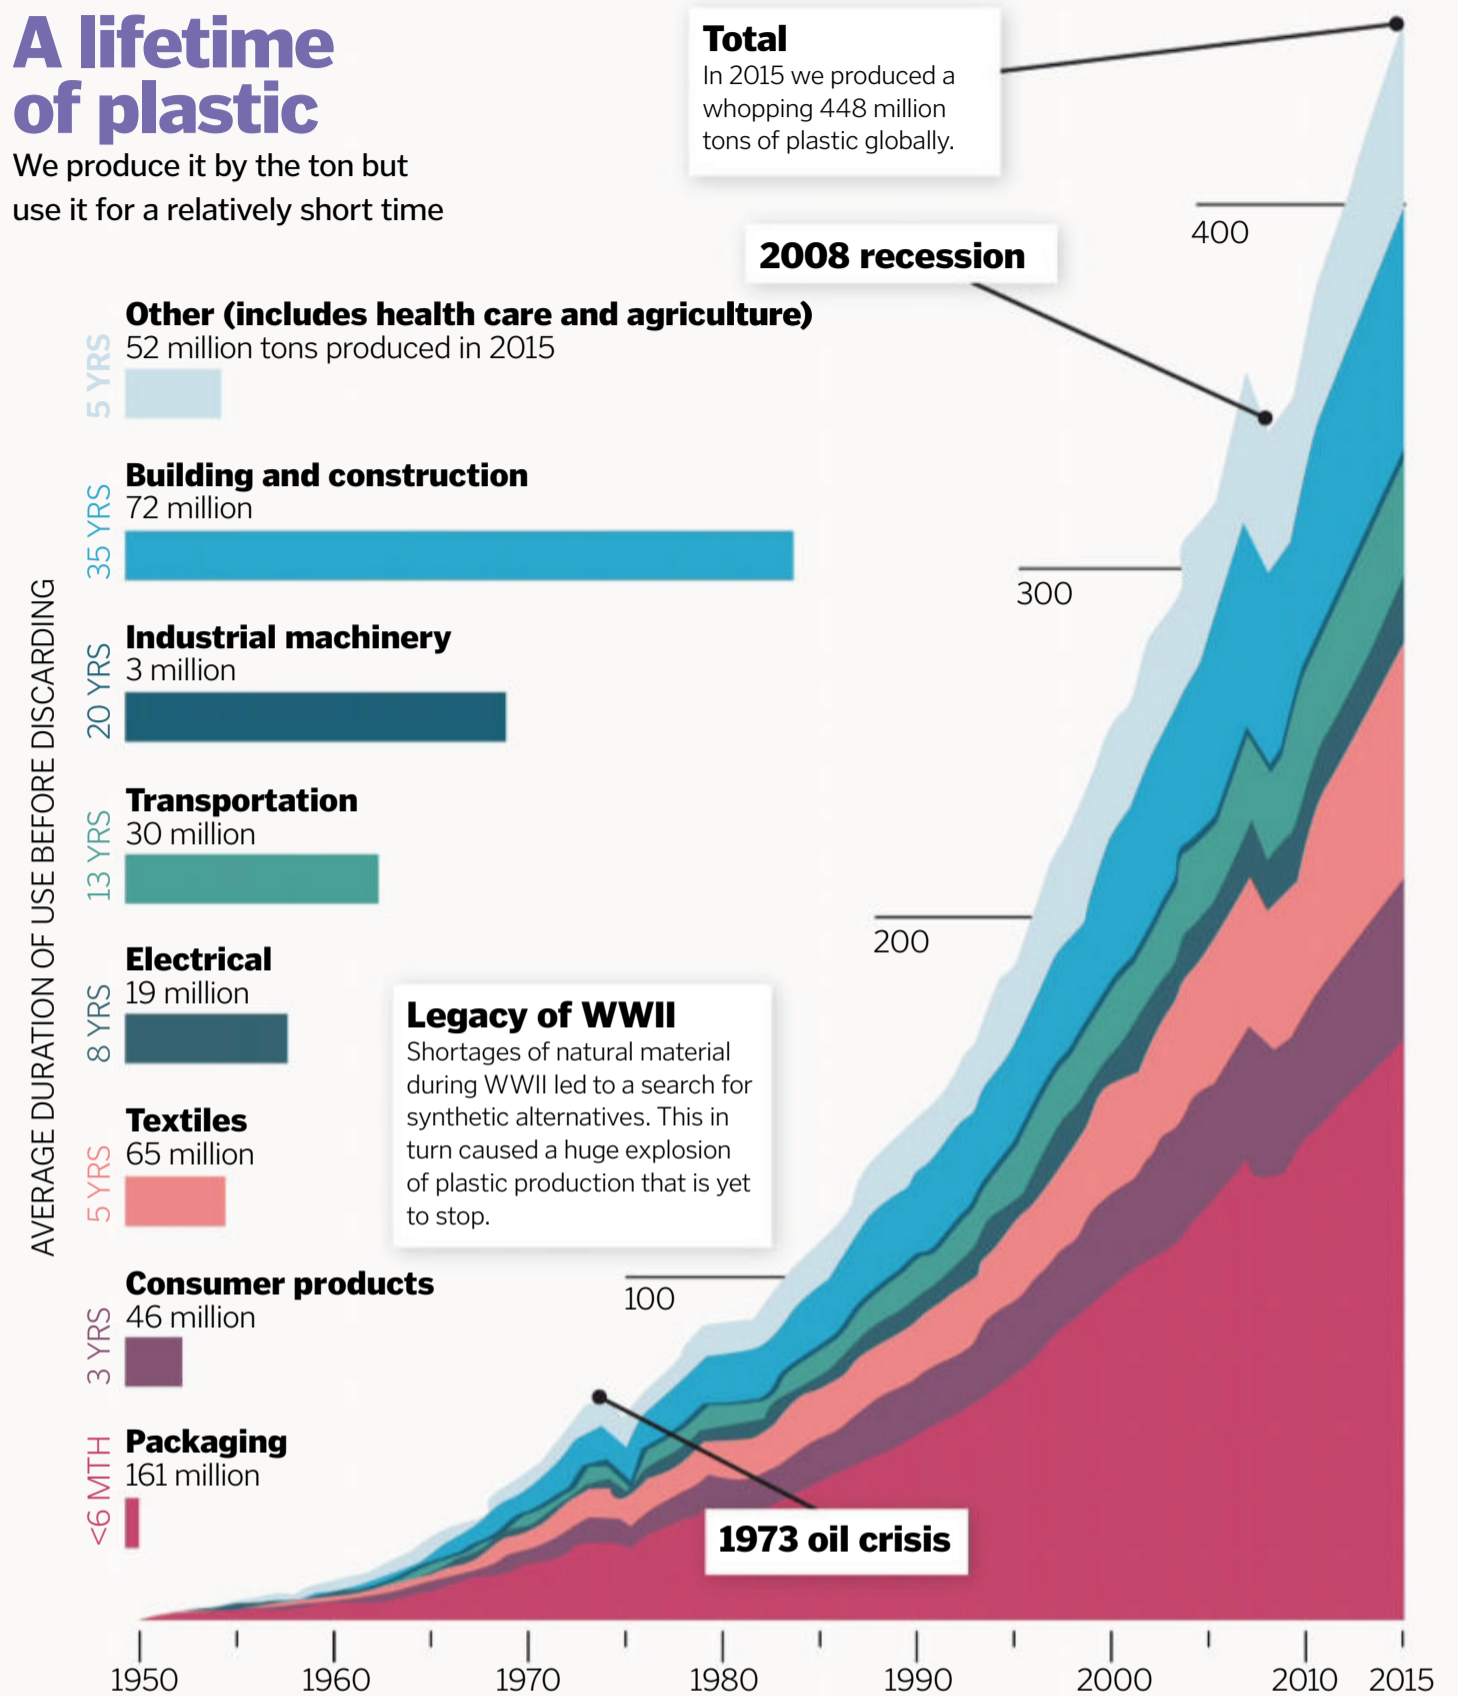 A lifetime
of plastic
We produce it by the ton but
use it for a relatively short time
Total
In 2015 we produced a
whopping 448 million
tons of plastic globally.
2008 recession
400
300
200
100
AVERAGE DURATION OF USE BEFORE DISCARDING
5 YRS
Other (includes health care and agriculture)
52 million tons produced in 2015
35 YRS
Building and construction
72 million
20 YRS
Industrial machinery
3 million
13 YRS
Transportation
30 million
8 YRS
Electrical
19 million
5 YRS
Textiles
65 million
3 YRS
Consumer products
46 million
<6 MTH
Packaging
161 million
Legacy of WWII
Shortages of natural material
during WWII led to a search for
synthetic alternatives. This in
turn caused a huge explosion
of plastic production that is yet
to stop.
1973 oil crisis
1950 1960 1970 1980 1990 2000 2010 2015